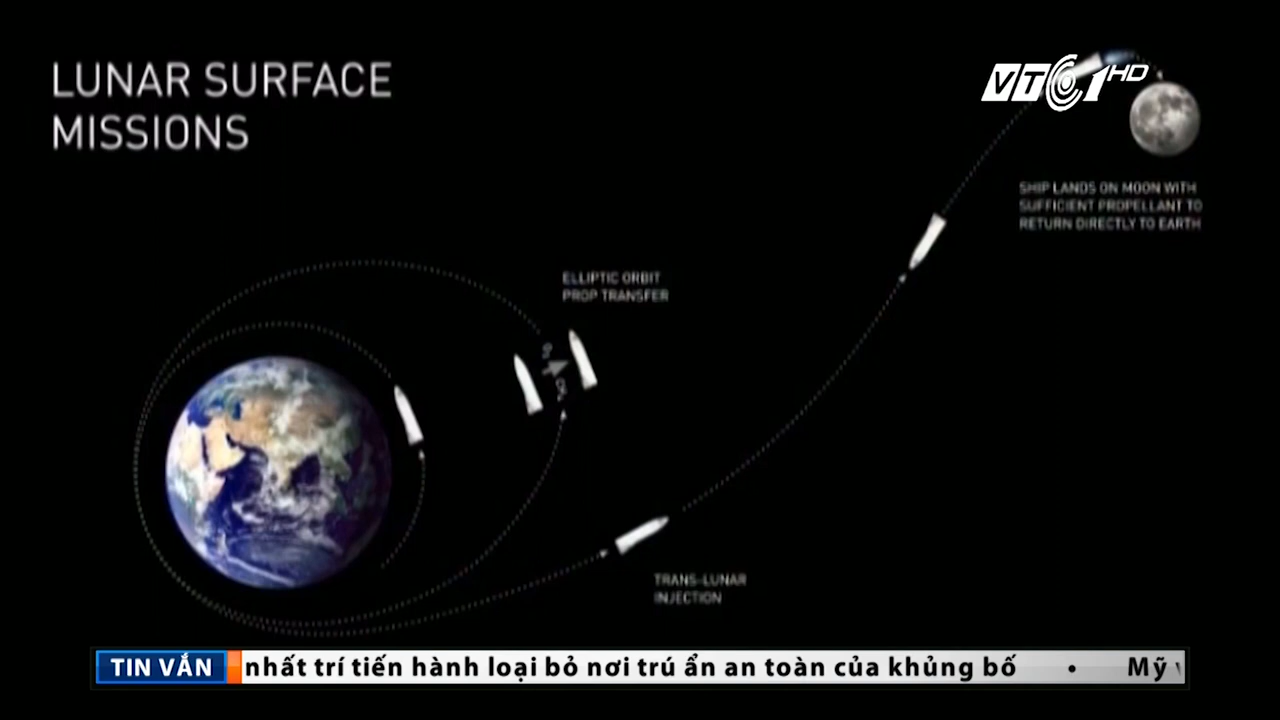 LUNAR SURFACE
MISSIONS
VTC1HD
SHIP LANDS ON MOON WITH
SUFFICIENT PROPELLANT TO
RETURN DIRECTLY TO EARTH
ELLIPTIC ORBIT
PROP TRANSFER
TRANS-LUNAR
INJECTION
TIN VẮN nhất trí tiến hành loại bỏ nơi trú ẩn an toàn của khủng bố • Mỹ